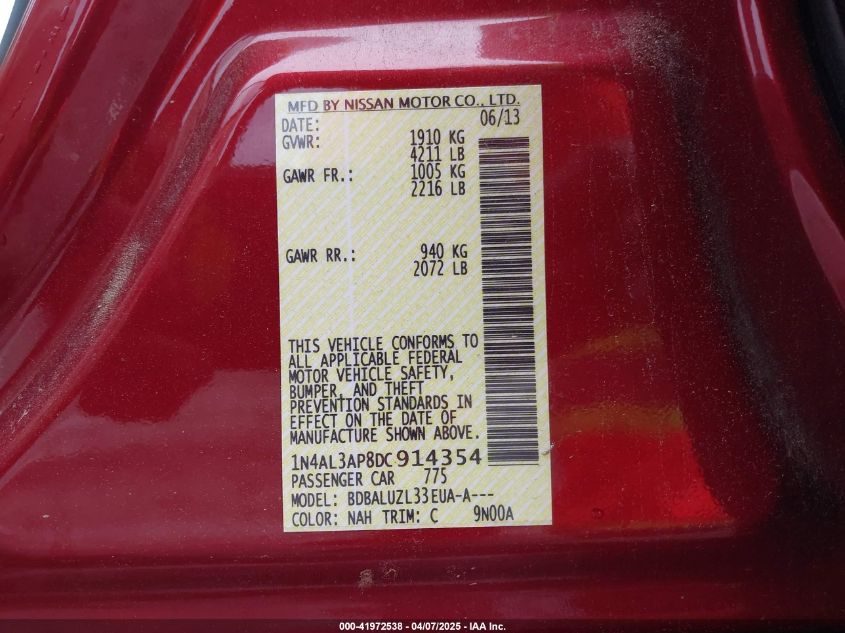 MFD BY NISSAN MOTOR CO., LTD.
DATE: 06/13
GVWR: 1910 KG
4211 LB
GAWR FR.: 1005 KG
2216 LB
GAWR RR.: 940 KG
2072 LB
THIS VEHICLE CONFORMS TO
ALL APPLICABLE FEDERAL
MOTOR VEHICLE SAFETY,
BUMPER, AND THEFT
PREVENTION STANDARDS IN
EFFECT ON THE DATE OF
MANUFACTURE SHOWN ABOVE.
1N4AL3AP8DC914354
PASSENGER CAR 775
MODEL: BDBALUZL33EUA-A---
COLOR: NAH TRIM: C 9N00A
000-41972538 - 04/07/2025 - IAA Inc.